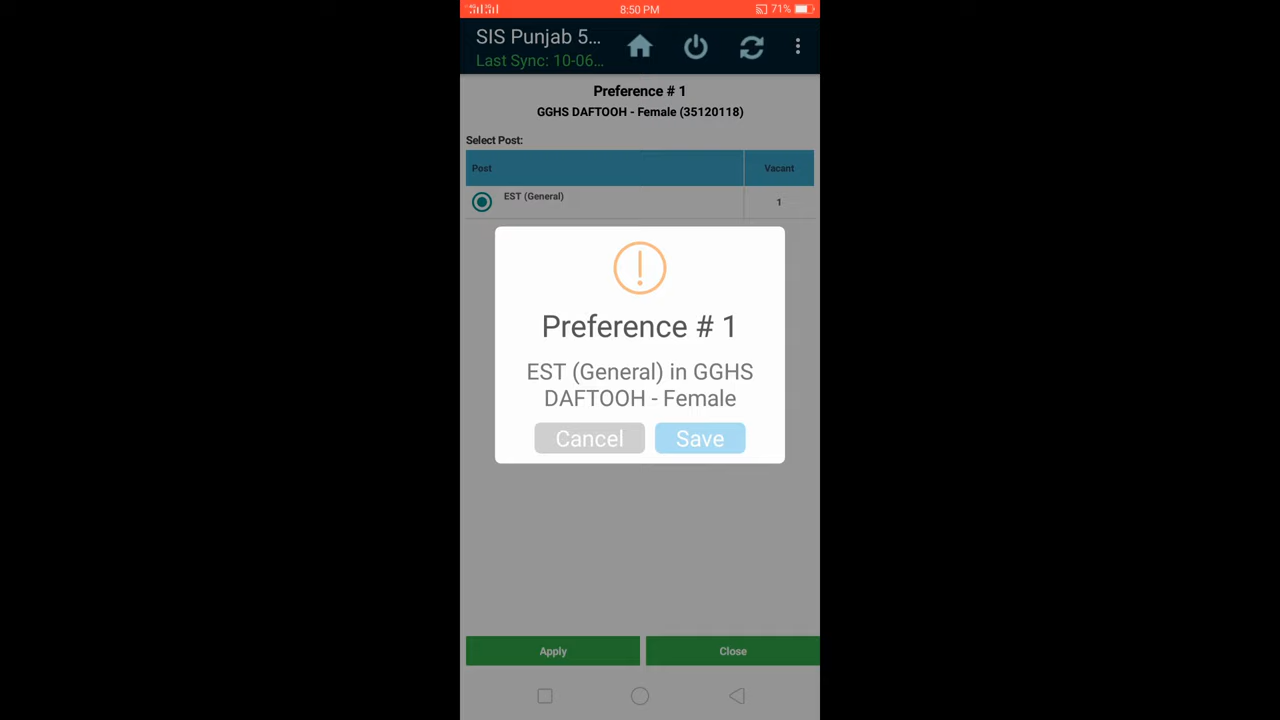 8:50 PM
71%
SIS Punjab 5...
Last Sync: 10-06...
Preference # 1
GGHS DAFTOOH - Female (35120118)
Select Post:
Post Vacant
EST (General) 1
Preference # 1
EST (General) in GGHS
DAFTOOH - Female
Cancel Save
Apply Close